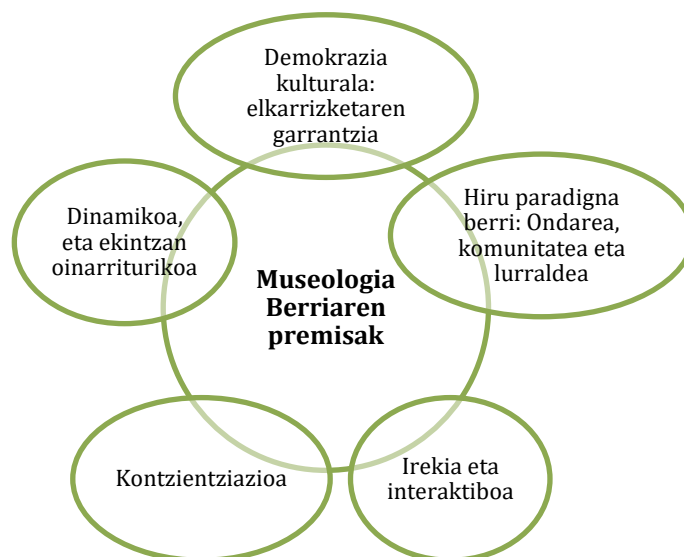 Demokrazia
kulturala:
elkarrizketaren
garrantzia
Hiru paradigna
berri: Ondarea,
komunitatea eta
lurraldea
Dinamikoa,
eta ekintzan
oinarriturikoa
Museologia
Berriaren
premisak
Kontzientziazioa
Irekia eta
interaktiboa